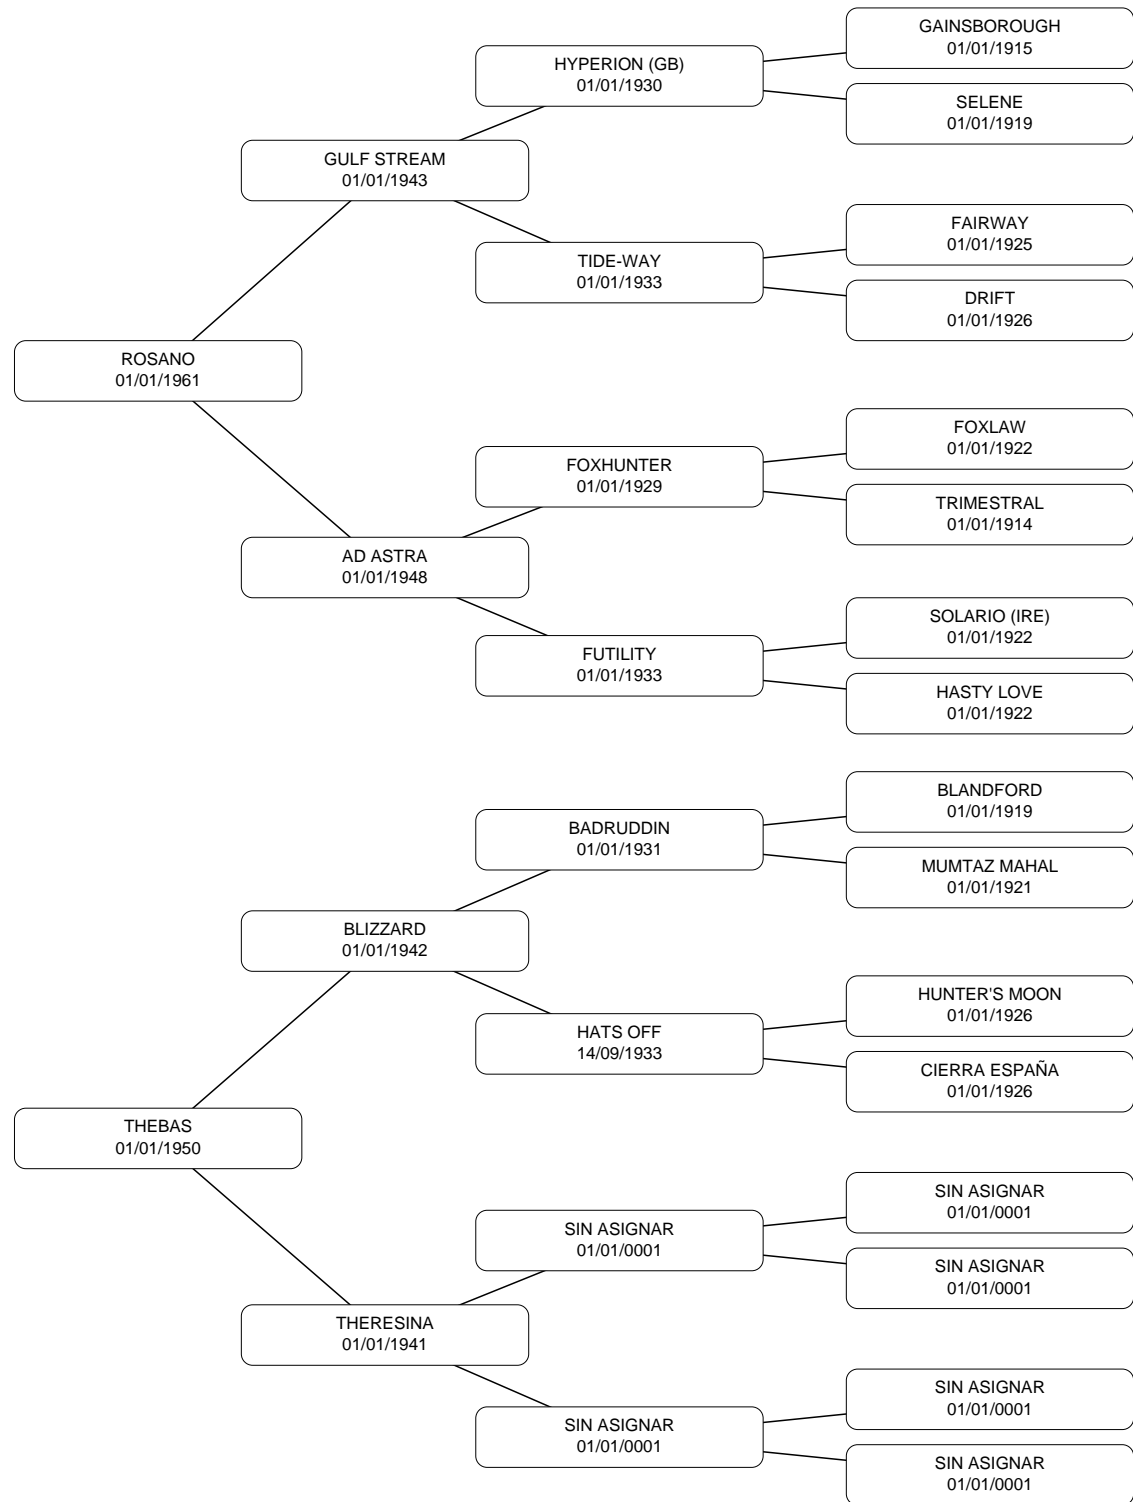 GAINSBOROUGH
01/01/1915
HYPERION (GB)
01/01/1930
SELENE
01/01/1919
GULF STREAM
01/01/1943
FAIRWAY
01/01/1925
TIDE-WAY
01/01/1933
DRIFT
01/01/1926
ROSANO
01/01/1961
FOXLAW
01/01/1922
FOXHUNTER
01/01/1929
TRIMESTRAL
01/01/1914
AD ASTRA
01/01/1948
SOLARIO (IRE)
01/01/1922
FUTILITY
01/01/1933
HASTY LOVE
01/01/1922
BLANDFORD
01/01/1919
BADRUDDIN
01/01/1931
MUMTAZ MAHAL
01/01/1921
BLIZZARD
01/01/1942
HUNTER'S MOON
01/01/1926
HATS OFF
14/09/1933
CIERRA ESPAÑA
01/01/1926
THEBAS
01/01/1950
SIN ASIGNAR
01/01/0001
SIN ASIGNAR
01/01/0001
SIN ASIGNAR
01/01/0001
THERESINA
01/01/1941
SIN ASIGNAR
01/01/0001
SIN ASIGNAR
01/01/0001
SIN ASIGNAR
01/01/0001